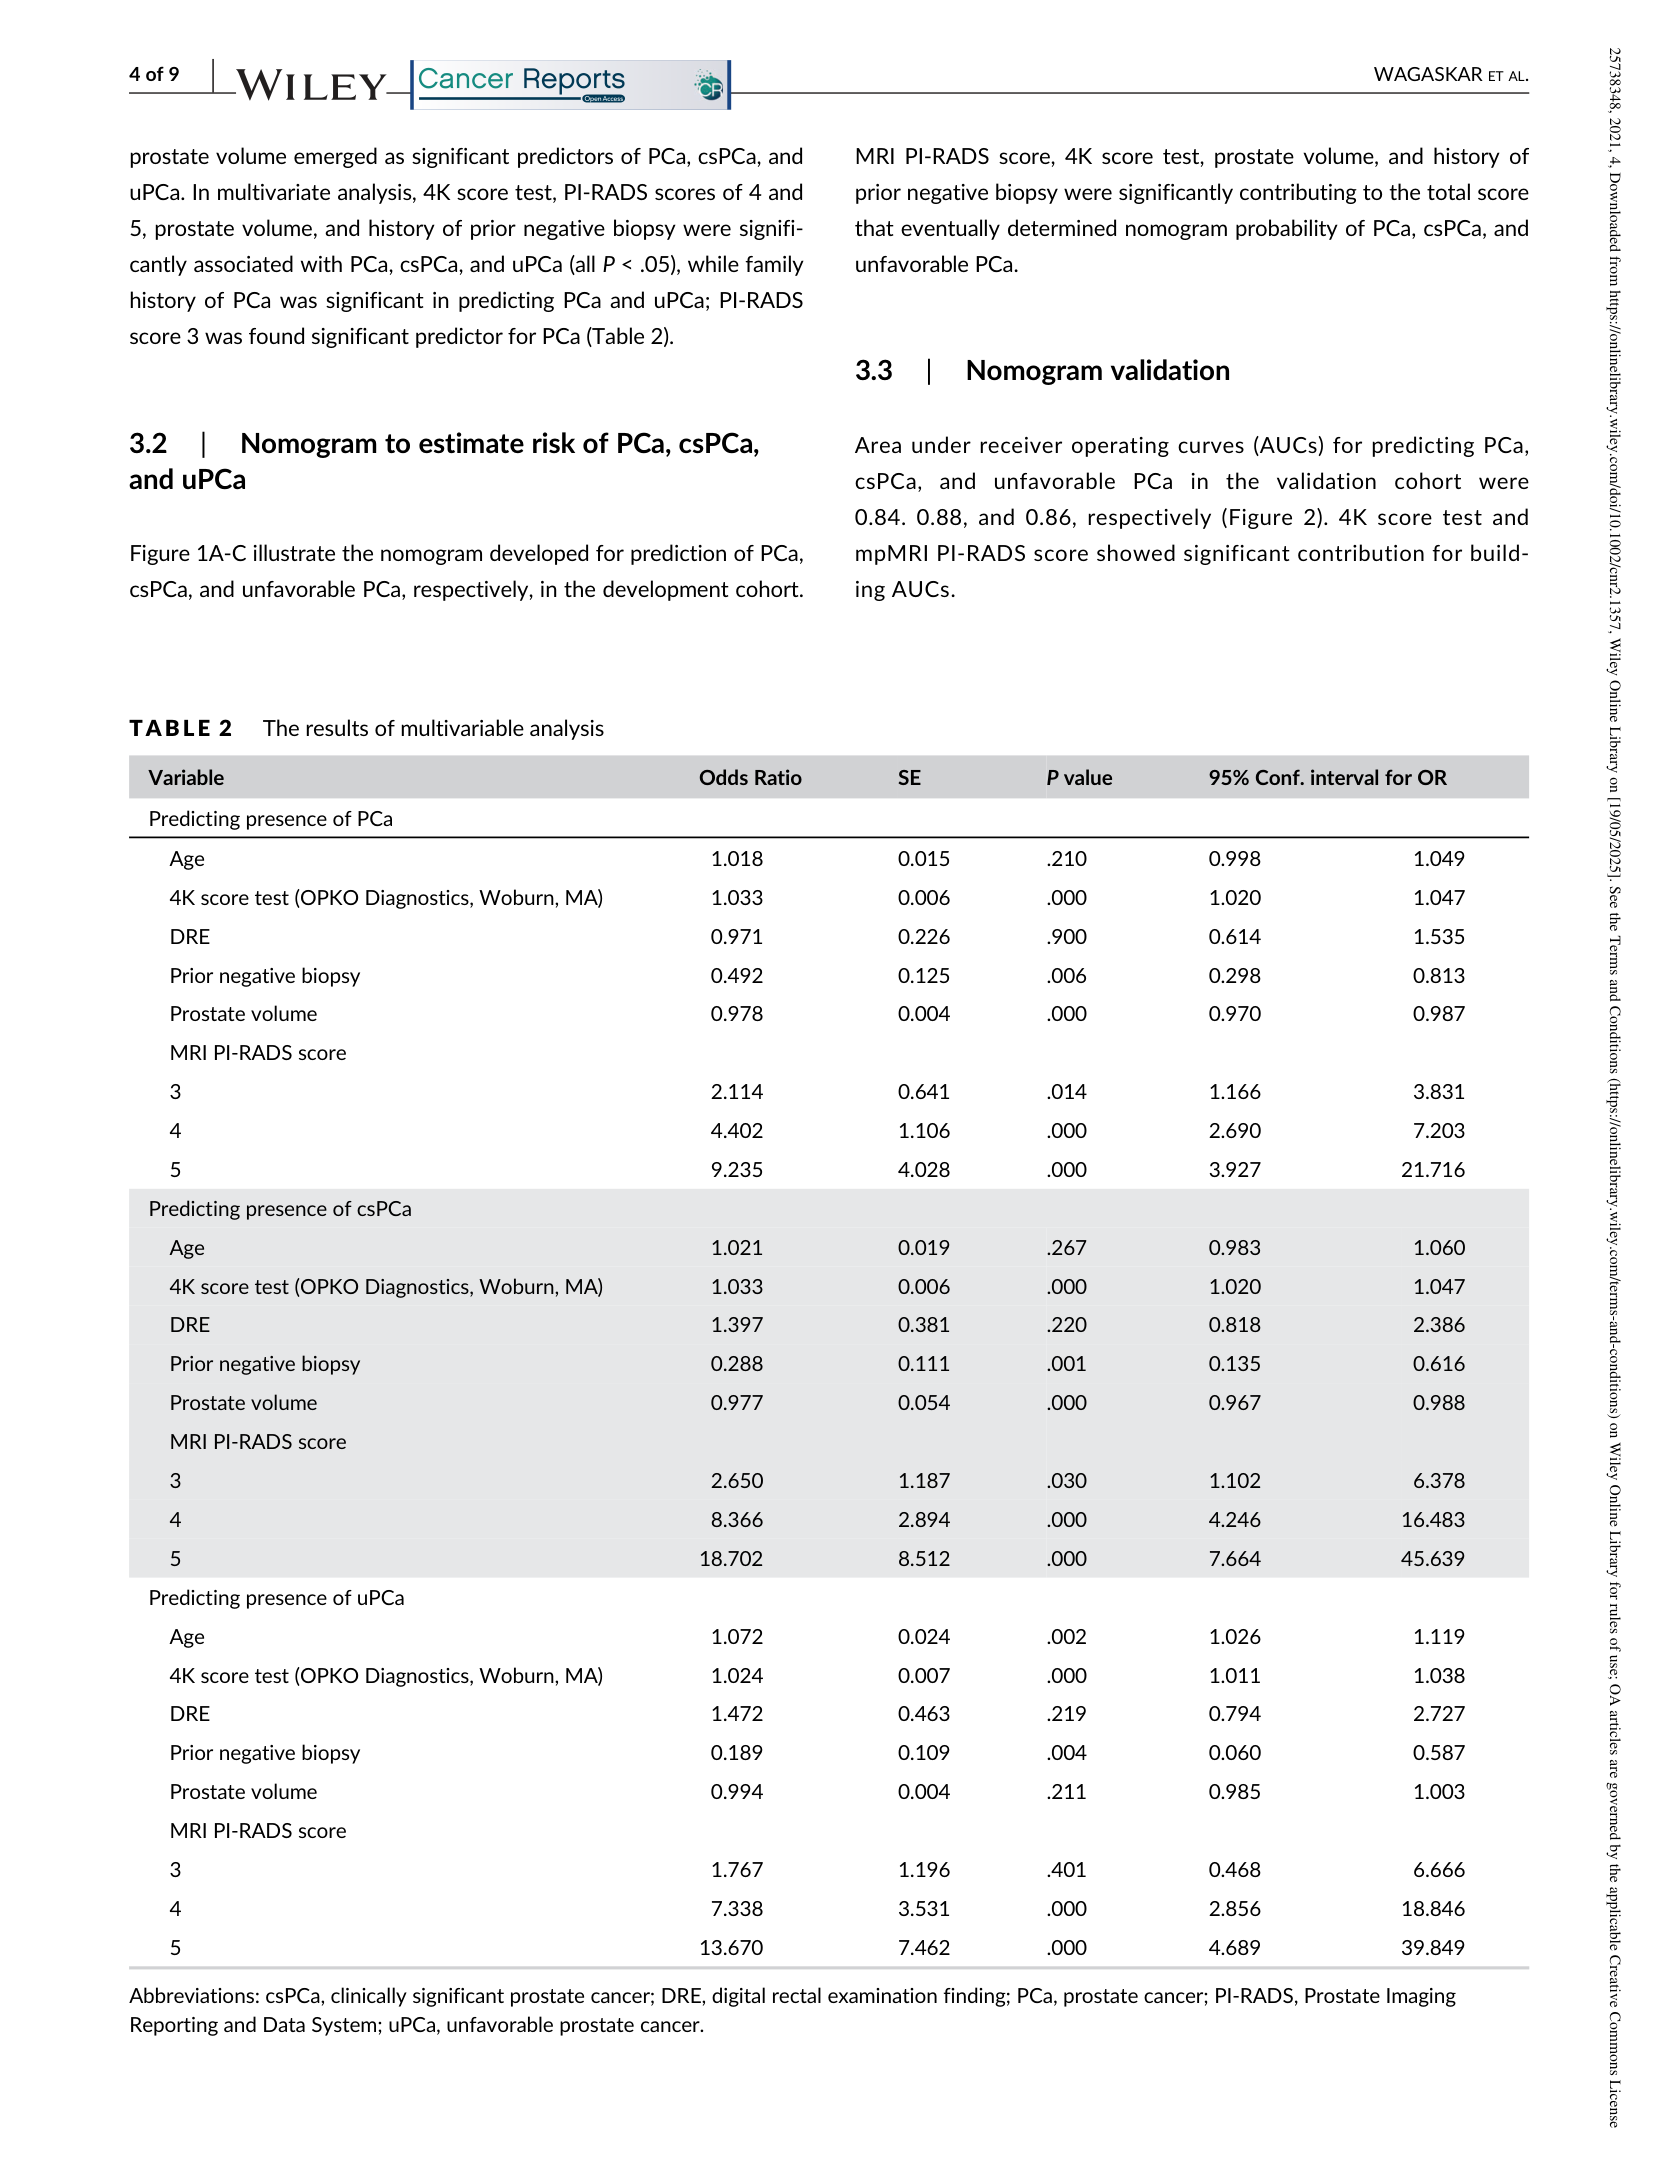 4 of 9
WILEY
Cancer Reports
Open Access
CR
WAGASKAR ET AL.
prostate volume emerged as significant predictors of PCa, csPCa, and
uPCa. In multivariate analysis, 4K score test, PI-RADS scores of 4 and
5, prostate volume, and history of prior negative biopsy were signifi-
cantly associated with PCa, csPCa, and uPCa (all P < .05), while family
history of PCa was significant in predicting PCa and uPCa; PI-RADS
score 3 was found significant predictor for PCa (Table 2).
3.2 | Nomogram to estimate risk of PCa, csPCa,
and uPCa
Figure 1A-C illustrate the nomogram developed for prediction of PCa,
csPCa, and unfavorable PCa, respectively, in the development cohort.
MRI PI-RADS score, 4K score test, prostate volume, and history of
prior negative biopsy were significantly contributing to the total score
that eventually determined nomogram probability of PCa, csPCa, and
unfavorable PCa.
3.3 | Nomogram validation
Area under receiver operating curves (AUCs) for predicting PCa,
csPCa, and unfavorable PCa in the validation cohort were
0.84. 0.88, and 0.86, respectively (Figure 2). 4K score test and
mpMRI PI-RADS score showed significant contribution for build-
ing AUCs.
TABLE 2 The results of multivariable analysis
Variable Odds Ratio SE P value 95% Conf. interval for OR
Predicting presence of PCa
Age 1.018 0.015 .210 0.998 1.049
4K score test (OPKO Diagnostics, Woburn, MA) 1.033 0.006 .000 1.020 1.047
DRE 0.971 0.226 .900 0.614 1.535
Prior negative biopsy 0.492 0.125 .006 0.298 0.813
Prostate volume 0.978 0.004 .000 0.970 0.987
MRI PI-RADS score
3 2.114 0.641 .014 1.166 3.831
4 4.402 1.106 .000 2.690 7.203
5 9.235 4.028 .000 3.927 21.716
Predicting presence of csPCa
Age 1.021 0.019 .267 0.983 1.060
4K score test (OPKO Diagnostics, Woburn, MA) 1.033 0.006 .000 1.020 1.047
DRE 1.397 0.381 .220 0.818 2.386
Prior negative biopsy 0.288 0.111 .001 0.135 0.616
Prostate volume 0.977 0.054 .000 0.967 0.988
MRI PI-RADS score
3 2.650 1.187 .030 1.102 6.378
4 8.366 2.894 .000 4.246 16.483
5 18.702 8.512 .000 7.664 45.639
Predicting presence of uPCa
Age 1.072 0.024 .002 1.026 1.119
4K score test (OPKO Diagnostics, Woburn, MA) 1.024 0.007 .000 1.011 1.038
DRE 1.472 0.463 .219 0.794 2.727
Prior negative biopsy 0.189 0.109 .004 0.060 0.587
Prostate volume 0.994 0.004 .211 0.985 1.003
MRI PI-RADS score
3 1.767 1.196 .401 0.468 6.666
4 7.338 3.531 .000 2.856 18.846
5 13.670 7.462 .000 4.689 39.849
Abbreviations: csPCa, clinically significant prostate cancer; DRE, digital rectal examination finding; PCa, prostate cancer; PI-RADS, Prostate Imaging
Reporting and Data System; uPCa, unfavorable prostate cancer.
25738348, 2021, 4, Downloaded from https://onlinelibrary.wiley.com/doi/10.1002/cnr2.1357, Wiley Online Library on [19/05/2025]. See the Terms and Conditions (https://onlinelibrary.wiley.com/terms-and-conditions) on Wiley Online Library for rules of use; OA articles are governed by the applicable Creative Commons License